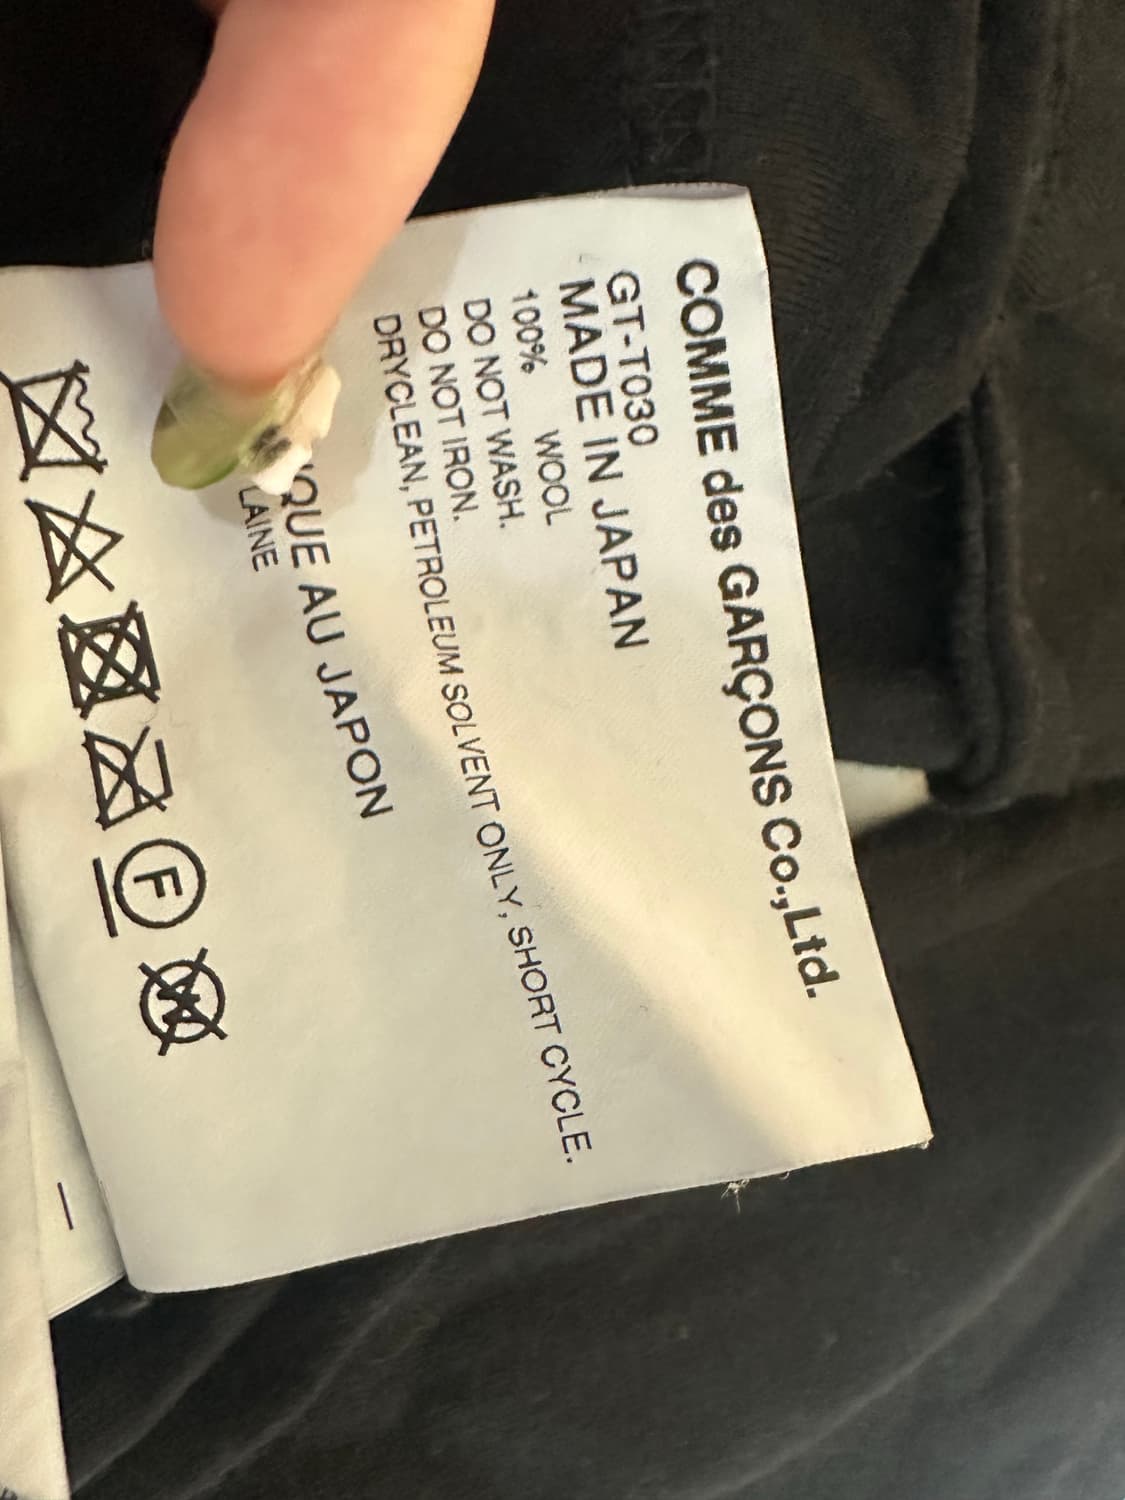 COMME des GARÇONS Co.,Ltd.
GT-T030
MADE IN JAPAN
100% WOOL
DO NOT WASH.
DO NOT IRON.
DRYCLEAN, PETROLEUM SOLVENT ONLY, SHORT CYCLE.
QUE AU JAPON
LAINE
F
W